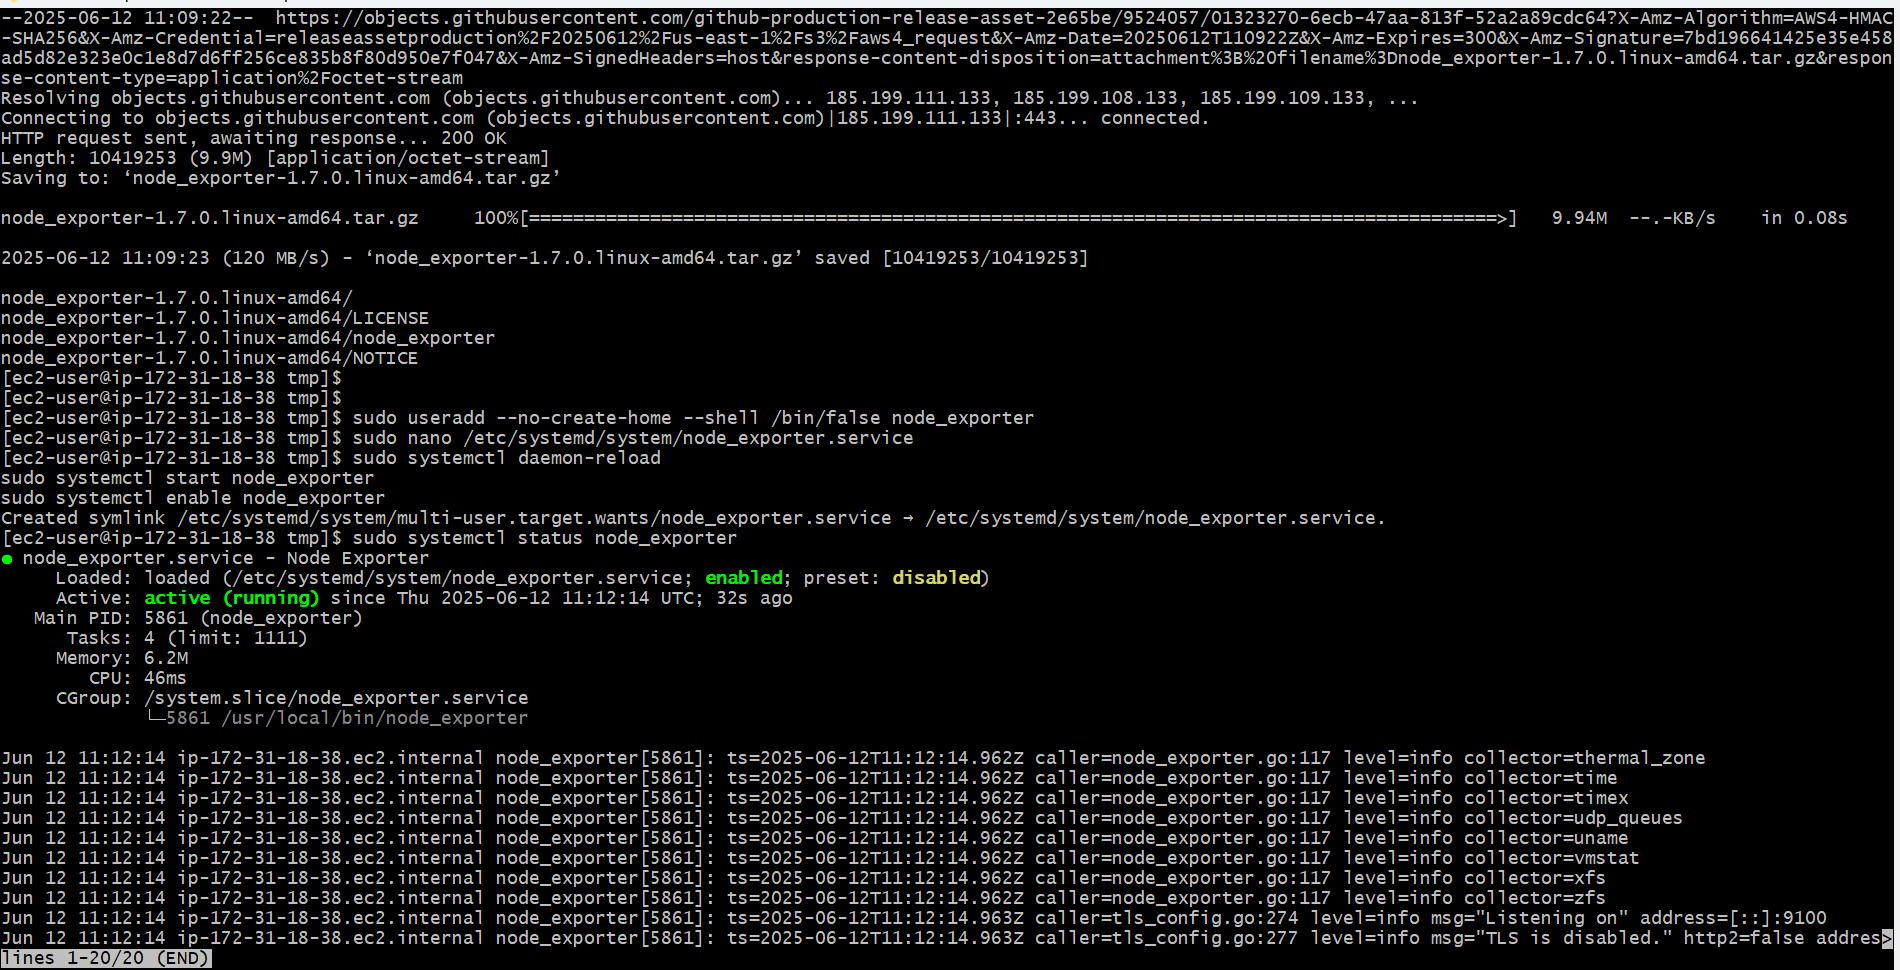 --2025-06-12 11:09:22--  https://objects.githubusercontent.com/github-production-release-asset-2e65be/9524057/01323270-6ecb-47aa-813f-52a2a89cdc64?X-Amz-Algorithm=AWS4-HMAC
-SHA256&X-Amz-Credential=releaseassetproduction%2F20250612%2Fus-east-1%2Fs3%2Faws4_request&X-Amz-Date=20250612T110922Z&X-Amz-Expires=300&X-Amz-Signature=7bd196641425e35e458
ad5d82e323e0c1e8d7d6ff256ce835b8f80d950e7f047&X-Amz-SignedHeaders=host&response-content-disposition=attachment%3B%20filename%3Dnode_exporter-1.7.0.linux-amd64.tar.gz&respon
se-content-type=application%2Foctet-stream
Resolving objects.githubusercontent.com (objects.githubusercontent.com)... 185.199.111.133, 185.199.108.133, 185.199.109.133, ...
Connecting to objects.githubusercontent.com (objects.githubusercontent.com)|185.199.111.133|:443... connected.
HTTP request sent, awaiting response... 200 OK
Length: 10419253 (9.9M) [application/octet-stream]
Saving to: ‘node_exporter-1.7.0.linux-amd64.tar.gz’
node_exporter-1.7.0.linux-amd64.tar.gz     100%[========================================================================================>]   9.94M  --.-KB/s    in 0.08s
2025-06-12 11:09:23 (120 MB/s) - ‘node_exporter-1.7.0.linux-amd64.tar.gz’ saved [10419253/10419253]
node_exporter-1.7.0.linux-amd64/
node_exporter-1.7.0.linux-amd64/LICENSE
node_exporter-1.7.0.linux-amd64/node_exporter
node_exporter-1.7.0.linux-amd64/NOTICE
[ec2-user@ip-172-31-18-38 tmp]$
[ec2-user@ip-172-31-18-38 tmp]$
[ec2-user@ip-172-31-18-38 tmp]$ sudo useradd --no-create-home --shell /bin/false node_exporter
[ec2-user@ip-172-31-18-38 tmp]$ sudo nano /etc/systemd/system/node_exporter.service
[ec2-user@ip-172-31-18-38 tmp]$ sudo systemctl daemon-reload
sudo systemctl start node_exporter
sudo systemctl enable node_exporter
Created symlink /etc/systemd/system/multi-user.target.wants/node_exporter.service → /etc/systemd/system/node_exporter.service.
[ec2-user@ip-172-31-18-38 tmp]$ sudo systemctl status node_exporter
● node_exporter.service - Node Exporter
     Loaded: loaded (/etc/systemd/system/node_exporter.service; enabled; preset: disabled)
     Active: active (running) since Thu 2025-06-12 11:12:14 UTC; 32s ago
   Main PID: 5861 (node_exporter)
      Tasks: 4 (limit: 1111)
     Memory: 6.2M
        CPU: 46ms
     CGroup: /system.slice/node_exporter.service
             └─5861 /usr/local/bin/node_exporter
Jun 12 11:12:14 ip-172-31-18-38.ec2.internal node_exporter[5861]: ts=2025-06-12T11:12:14.962Z caller=node_exporter.go:117 level=info collector=thermal_zone
Jun 12 11:12:14 ip-172-31-18-38.ec2.internal node_exporter[5861]: ts=2025-06-12T11:12:14.962Z caller=node_exporter.go:117 level=info collector=time
Jun 12 11:12:14 ip-172-31-18-38.ec2.internal node_exporter[5861]: ts=2025-06-12T11:12:14.962Z caller=node_exporter.go:117 level=info collector=timex
Jun 12 11:12:14 ip-172-31-18-38.ec2.internal node_exporter[5861]: ts=2025-06-12T11:12:14.962Z caller=node_exporter.go:117 level=info collector=udp_queues
Jun 12 11:12:14 ip-172-31-18-38.ec2.internal node_exporter[5861]: ts=2025-06-12T11:12:14.962Z caller=node_exporter.go:117 level=info collector=uname
Jun 12 11:12:14 ip-172-31-18-38.ec2.internal node_exporter[5861]: ts=2025-06-12T11:12:14.962Z caller=node_exporter.go:117 level=info collector=vmstat
Jun 12 11:12:14 ip-172-31-18-38.ec2.internal node_exporter[5861]: ts=2025-06-12T11:12:14.962Z caller=node_exporter.go:117 level=info collector=xfs
Jun 12 11:12:14 ip-172-31-18-38.ec2.internal node_exporter[5861]: ts=2025-06-12T11:12:14.962Z caller=node_exporter.go:117 level=info collector=zfs
Jun 12 11:12:14 ip-172-31-18-38.ec2.internal node_exporter[5861]: ts=2025-06-12T11:12:14.963Z caller=tls_config.go:274 level=info msg="Listening on" address=[::]:9100
Jun 12 11:12:14 ip-172-31-18-38.ec2.internal node_exporter[5861]: ts=2025-06-12T11:12:14.963Z caller=tls_config.go:277 level=info msg="TLS is disabled." http2=false addres>
lines 1-20/20 (END)